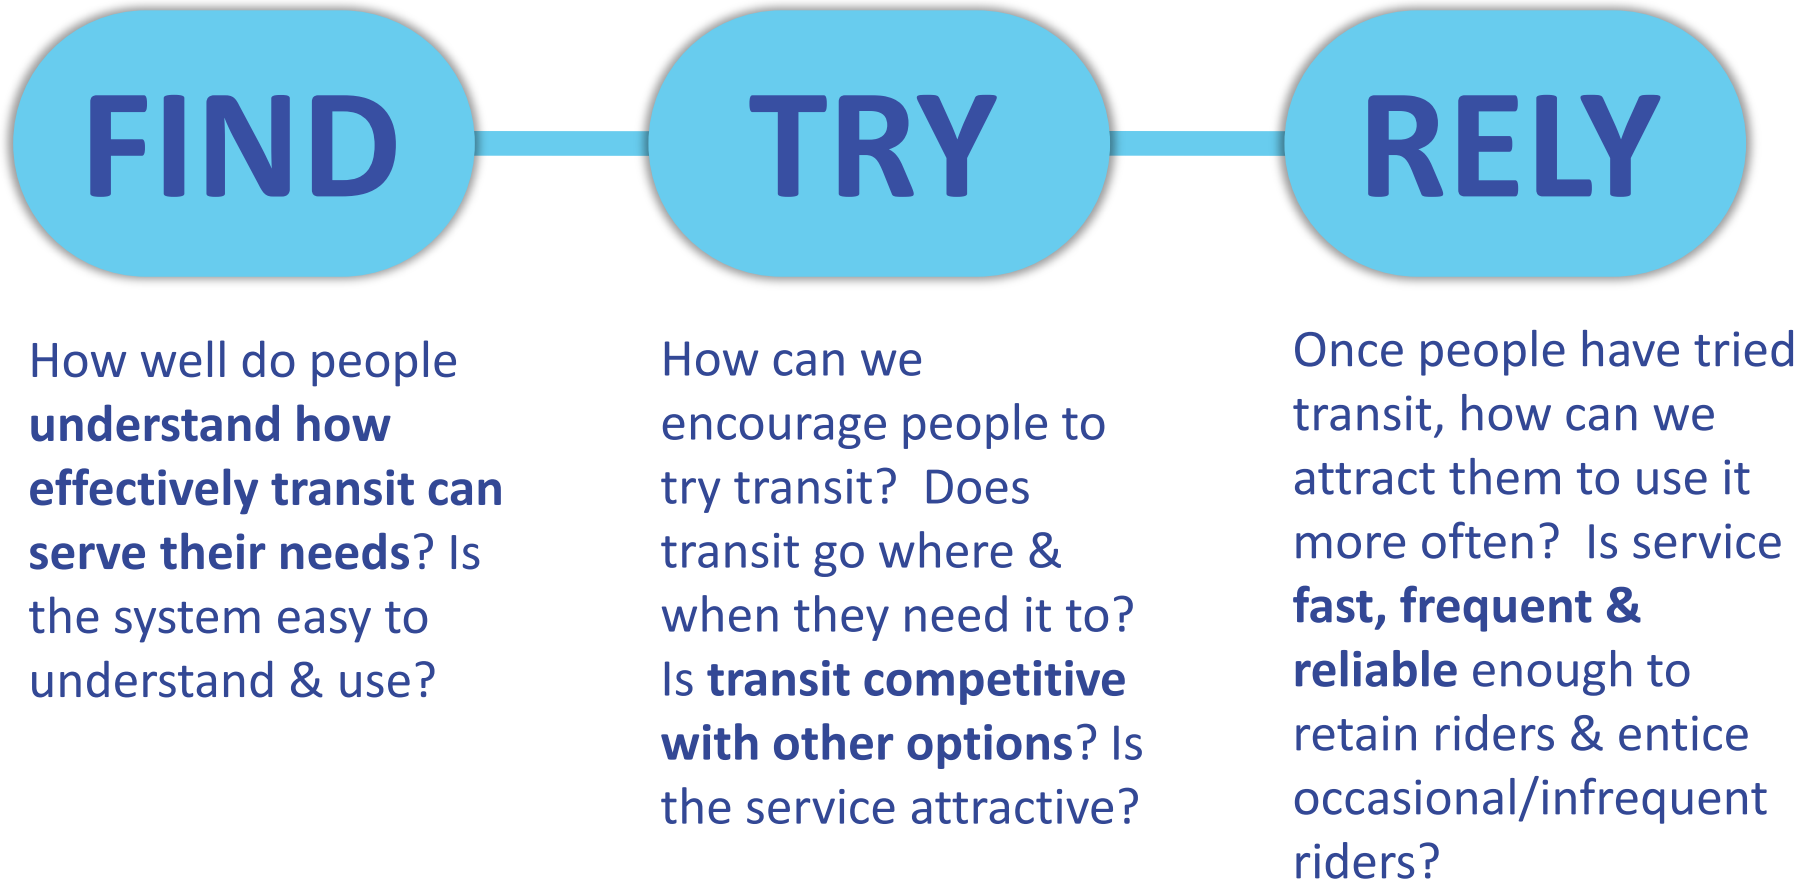 FIND
How well do people
understand how
effectively transit can
serve their needs? Is
the system easy to
understand & use?
TRY
How can we
encourage people to
try transit?  Does
transit go where &
when they need it to?
Is transit competitive
with other options? Is
the service attractive?
RELY
Once people have tried
transit, how can we
attract them to use it
more often?  Is service
fast, frequent &
reliable enough to
retain riders & entice
occasional/infrequent
riders?